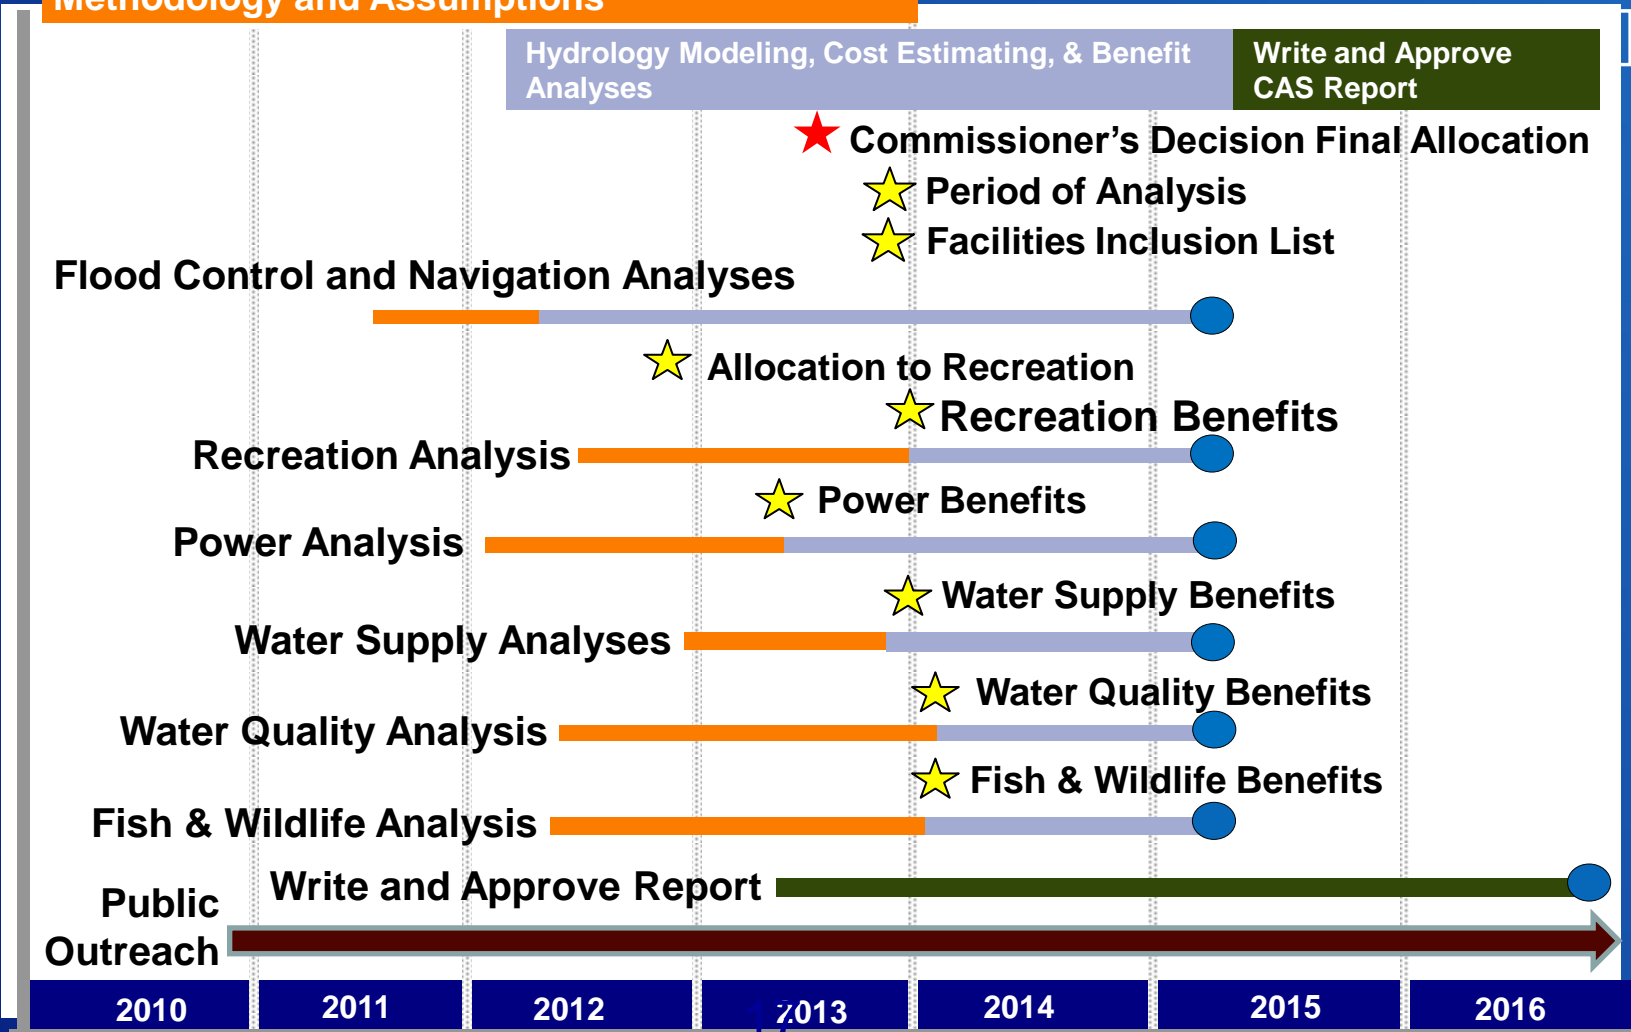 Methodology and Assumptions
Hydrology Modeling, Cost Estimating, & Benefit
Analyses
Write and Approve
CAS Report
Commissioner’s Decision Final Allocation
Period of Analysis
Facilities Inclusion List
Flood Control and Navigation Analyses
Allocation to Recreation
Recreation Benefits
Recreation Analysis
Power Benefits
Power Analysis
Water Supply Benefits
Water Supply Analyses
Water Quality Benefits
Water Quality Analysis
Fish & Wildlife Benefits
Fish & Wildlife Analysis
Write and Approve Report
Public
Outreach
2010 2011 2012 2013 2014 2015 2016
17